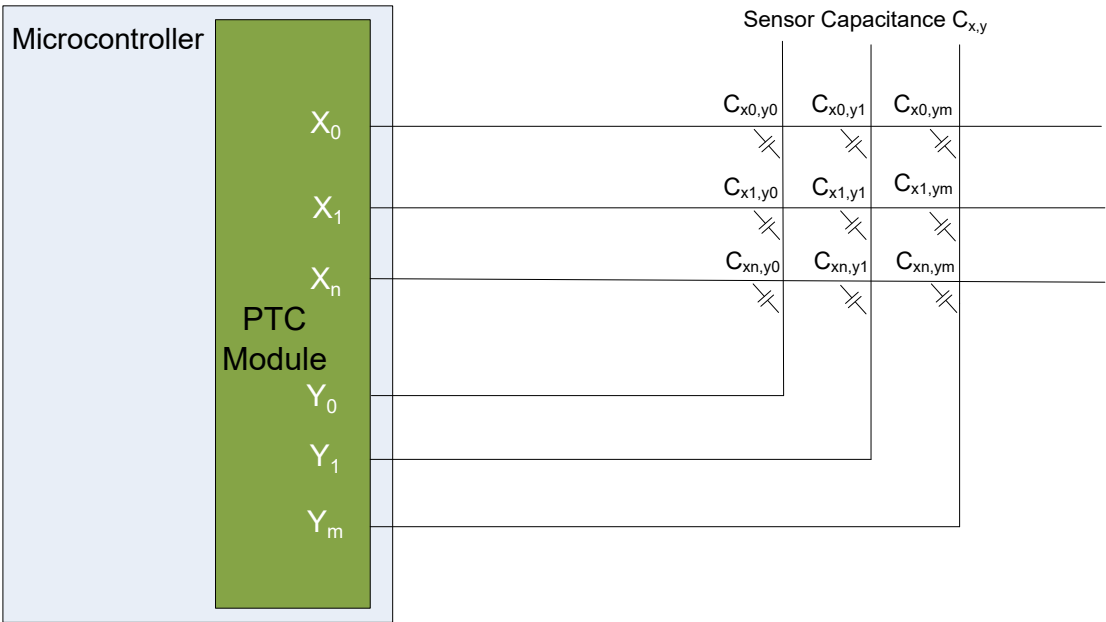 Sensor Capacitance Cx,y
Microcontroller
Cx0,y0 Cx0,y1 Cx0,ym
X0
Cx1,y0 Cx1,y1 Cx1,ym
X1
Cxn,y0 Cxn,y1 Cxn,ym
Xn
PTC
Module
Y0
Y1
Ym